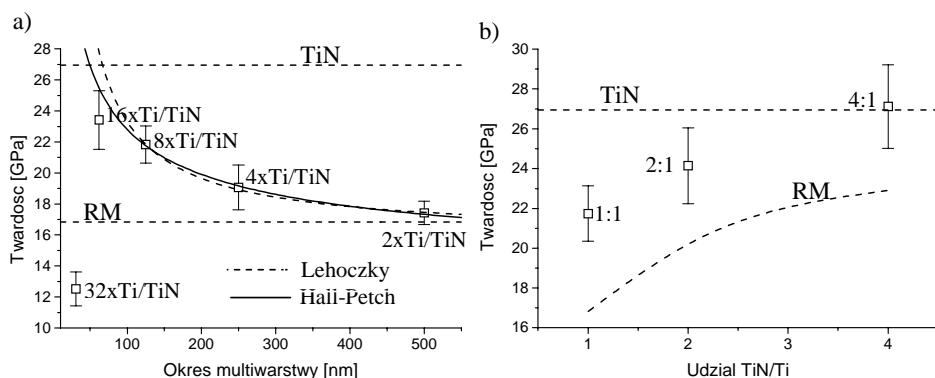 a)
28
26
24
22
20
18
16
14
12
10
Twardosc [GPa]
TiN
16xTi/TiN
8xTi/TiN
4xTi/TiN
RM
2xTi/TiN
32xTi/TiN
Lehoczky
Hall-Petch
100 200 300 400 500
Okres multiwarstwy [nm]
b)
30
28
26
24
22
20
18
16
Twardosc [GPa]
TiN
4:1
2:1
1:1
RM
1 2 3 4
Udzial TiN/Ti